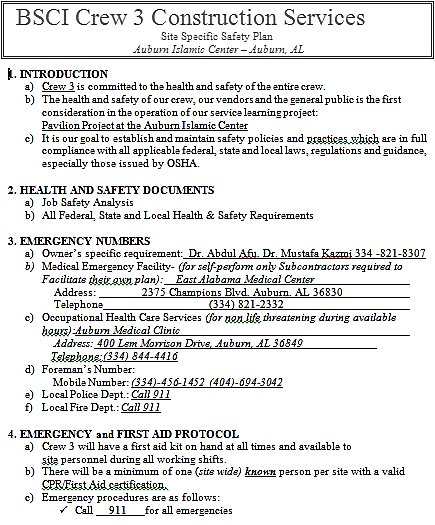 BSCI Crew 3 Construction Services
Site Specific Safety Plan
Auburn Islamic Center – Auburn, AL
1. INTRODUCTION
a) Crew 3 is committed to the health and safety of the entire crew.
b) The health and safety of our crew, our vendors and the general public is the first
consideration in the operation of our service learning project:
Pavilion Project at the Auburn Islamic Center
c) It is our goal to establish and maintain safety policies and practices which are in full
compliance with all applicable federal, state and local laws, regulations and guidance,
especially those issued by OSHA.
2. HEALTH AND SAFETY DOCUMENTS
a) Job Safety Analysis
b) All Federal, State and Local Health & Safety Requirements
3. EMERGENCY NUMBERS
a) Owner's specific requirement: Dr. Abdul Afu. Dr. Mustafa Kazmi 334 -821-8307
b) Medical Emergency Facility- (for self-perform only Subcontractors required to
Facilitate their own plan): East Alabama Medical Center
Address: 2375 Champions Blvd. Auburn. AL 36830
Telephone (334) 821-2332
c) Occupational Health Care Services (for non life threatening during available
hours):Auburn Medical Clinic
Address: 400 Lem Morrison Drive, Auburn, AL 36849
Telephone:(334) 844-4416
d) Foreman's Number:
Mobile Number: (334)-456-1452 (404)-694-3042
e) Local Police Dept.: Call 911
f) Local Fire Dept.: Call 911
4. EMERGENCY and FIRST AID PROTOCOL
a) Crew 3 will have a first aid kit on hand at all times and available to
site personnel during all working shifts.
b) There will be a minimum of one (site wide) known person per site with a valid
CPR/First Aid certification.
c) Emergency procedures are as follows:
✓ Call 911 for all emergencies